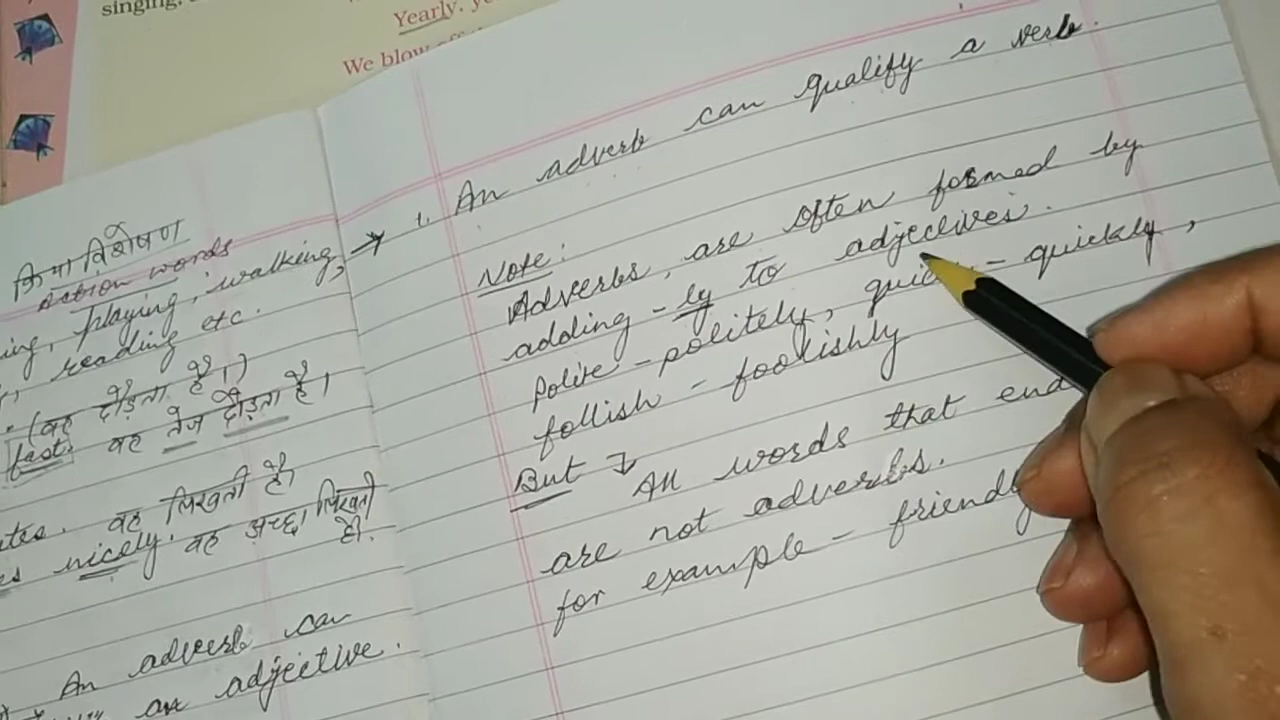 singing,
Yearly.
We blow
क्रिया विशेषण
action words
playing, walking,
reading etc.
(वह दौड़ता है।)
fast. वह तेज दौड़ता है।
वह लिखती है।
nicely. वह अच्छा लिखती
है.
An adverb can
an adjective.
→ 1. An adverb can qualify a verb.
Note:
Adverbs, are often formed by
adding -ly to adjectives.
Polite - politely, - quickly,
follish - foolishly
But
All words that end
are not adverbs.
for example - friendly